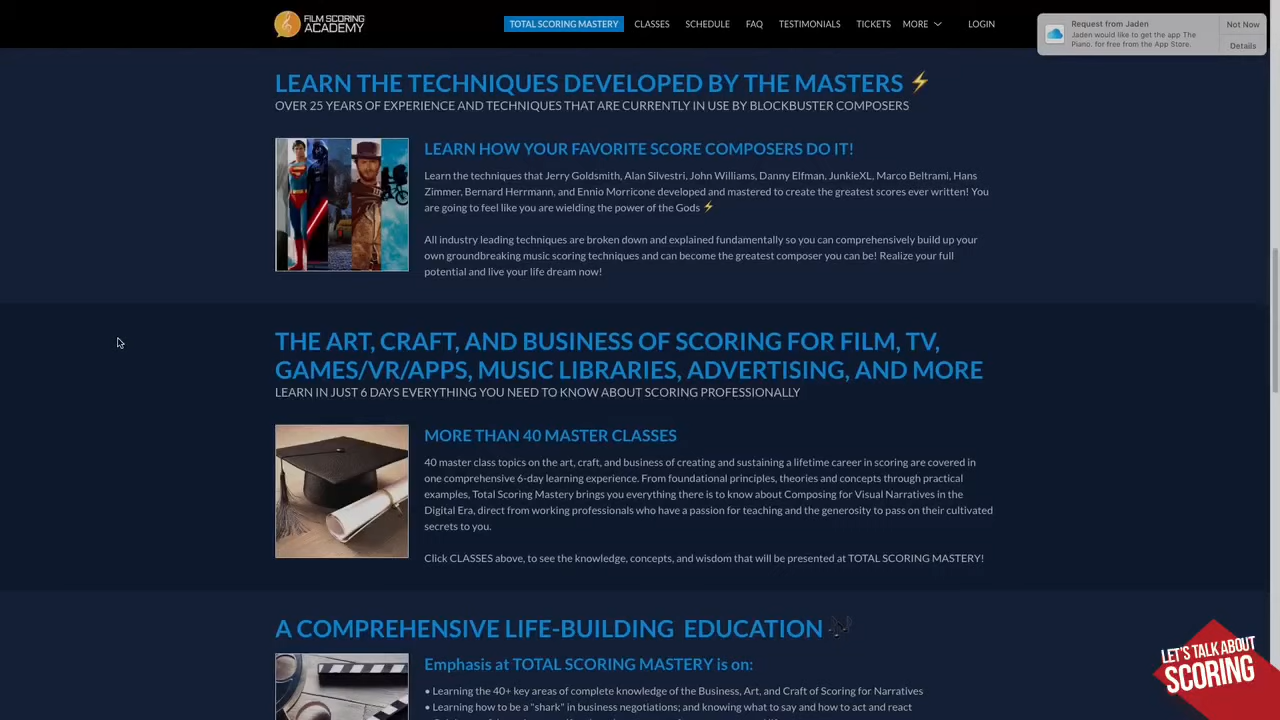 FILM SCORING
ACADEMY
TOTAL SCORING MASTERY
CLASSES
SCHEDULE
FAQ
TESTIMONIALS
TICKETS
MORE
LOGIN
Request from Jaden
Jaden would like to get the app The
Piano. for free from the App Store.
Not Now
Details
LEARN THE TECHNIQUES DEVELOPED BY THE MASTERS ⚡
OVER 25 YEARS OF EXPERIENCE AND TECHNIQUES THAT ARE CURRENTLY IN USE BY BLOCKBUSTER COMPOSERS
LEARN HOW YOUR FAVORITE SCORE COMPOSERS DO IT!
Learn the techniques that Jerry Goldsmith, Alan Silvestri, John Williams, Danny Elfman, JunkieXL, Marco Beltrami, Hans
Zimmer, Bernard Herrmann, and Ennio Morricone developed and mastered to create the greatest scores ever written! You
are going to feel like you are wielding the power of the Gods ⚡
All industry leading techniques are broken down and explained fundamentally so you can comprehensively build up your
own groundbreaking music scoring techniques and can become the greatest composer you can be! Realize your full
potential and live your life dream now!
THE ART, CRAFT, AND BUSINESS OF SCORING FOR FILM, TV,
GAMES/VR/APPS, MUSIC LIBRARIES, ADVERTISING, AND MORE
LEARN IN JUST 6 DAYS EVERYTHING YOU NEED TO KNOW ABOUT SCORING PROFESSIONALLY
MORE THAN 40 MASTER CLASSES
40 master class topics on the art, craft, and business of creating and sustaining a lifetime career in scoring are covered in
one comprehensive 6-day learning experience. From foundational principles, theories and concepts through practical
examples, Total Scoring Mastery brings you everything there is to know about Composing for Visual Narratives in the
Digital Era, direct from working professionals who have a passion for teaching and the generosity to pass on their cultivated
secrets to you.
Click CLASSES above, to see the knowledge, concepts, and wisdom that will be presented at TOTAL SCORING MASTERY!
A COMPREHENSIVE LIFE-BUILDING  EDUCATION
Emphasis at TOTAL SCORING MASTERY is on:
• Learning the 40+ key areas of complete knowledge of the Business, Art, and Craft of Scoring for Narratives
• Learning how to be a "shark" in business negotiations; and knowing what to say and how to act and react
LET'S TALK ABOUT
SCORING